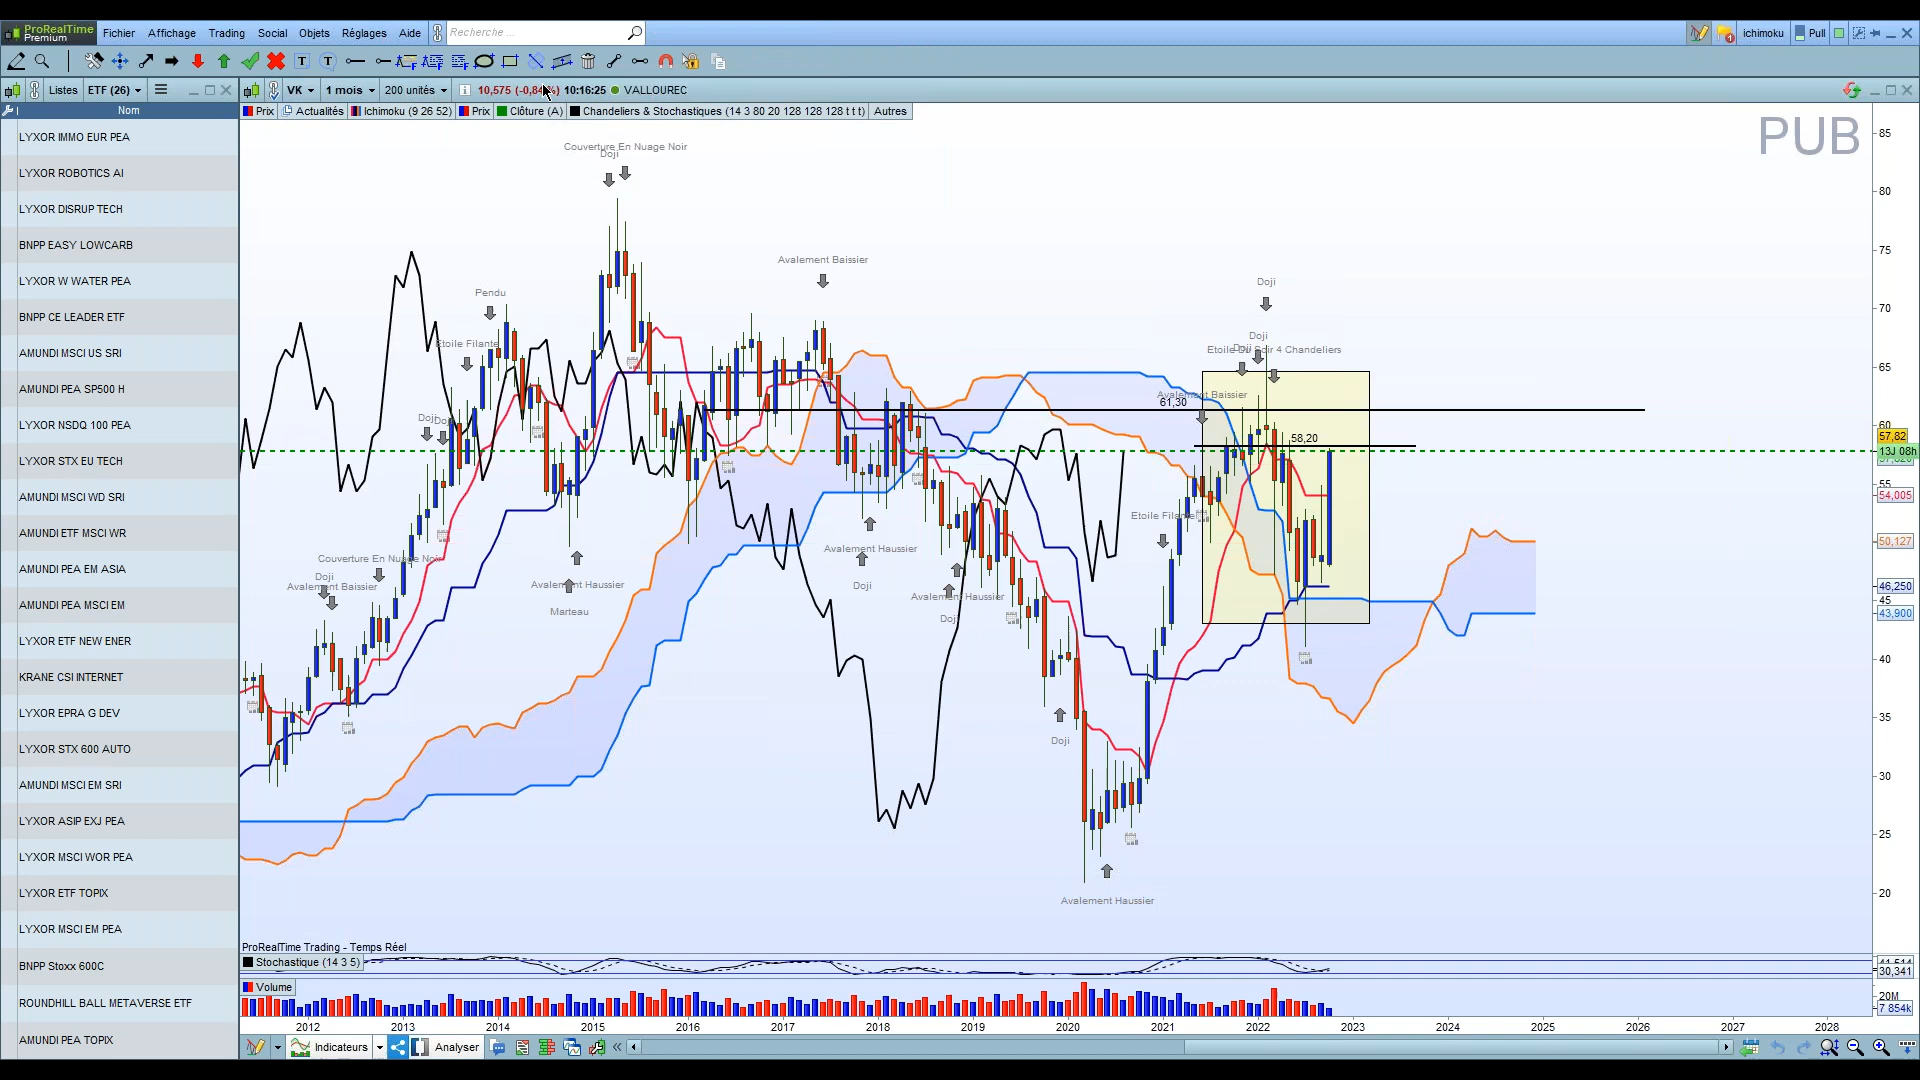 ProRealTime
Premium
Fichier Affichage Trading Social Objets Réglages Aide Recherche ... ichimoku Pull
Listes ETF (26) VK 1 mois 200 unités 10,575 (-0,84%) 10:16:25 VALLOUREC
Nom
Prix Actualités Ichimoku (9 26 52) Prix Clôture (A) Chandeliers & Stochastiques (14 3 80 20 128 128 128 t t t) Autres
LYXOR IMMO EUR PEA
LYXOR ROBOTICS AI
LYXOR DISRUP TECH
BNPP EASY LOWCARB
LYXOR W WATER PEA
BNPP CE LEADER ETF
AMUNDI MSCI US SRI
AMUNDI PEA SP500 H
LYXOR NSDQ 100 PEA
LYXOR STX EU TECH
AMUNDI MSCI WD SRI
AMUNDI ETF MSCI WR
AMUNDI PEA EM ASIA
AMUNDI PEA MSCI EM
LYXOR ETF NEW ENER
KRANE CSI INTERNET
LYXOR EPRA G DEV
LYXOR STX 600 AUTO
AMUNDI MSCI EM SRI
LYXOR ASIP EXJ PEA
LYXOR MSCI WOR PEA
LYXOR ETF TOPIX
LYXOR MSCI EM PEA
BNPP Stoxx 600C
ROUNDHILL BALL METAVERSE ETF
AMUNDI PEA TOPIX
PUB
Couverture En Nuage Noir
Doji
Avalement Baissier
Doji
Pendu
Etoile Filante
Doji
Etoile Du Soir 4 Chandeliers
Avalement Baissier
61,30
Doji
58,20
Etoile Filante
Avalement Haussier
Couverture En Nuage Noir
Doji
Avalement Baissier
Avalement Haussier
Doji
Avalement Haussier
Marteau
Doji
Doji
Avalement Haussier
85
80
75
70
65
60
57,82
13J 08h
55
54,005
50,127
46,250
45
43,900
40
35
30
25
20
ProRealTime Trading - Temps Réel
Stochastique (14 3 5)
41,514
30,341
Volume
20M
7 854k
2012 2013 2014 2015 2016 2017 2018 2019 2020 2021 2022 2023 2024 2025 2026 2027 2028
Indicateurs Analyser